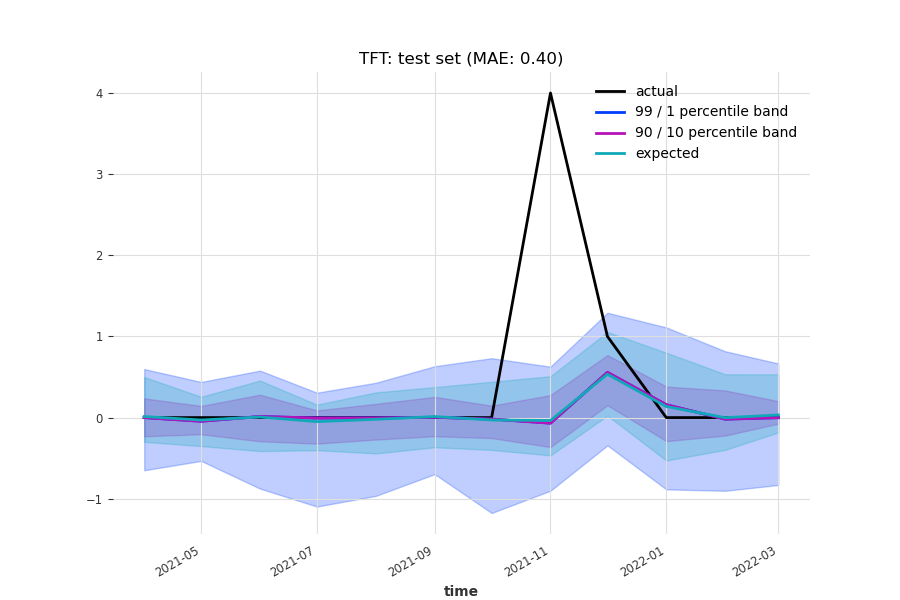 TFT: test set (MAE: 0.40)
actual
99 / 1 percentile band
90 / 10 percentile band
expected
4
3
2
1
0
−1
2021-05
2021-07
2021-09
2021-11
2022-01
2022-03
time